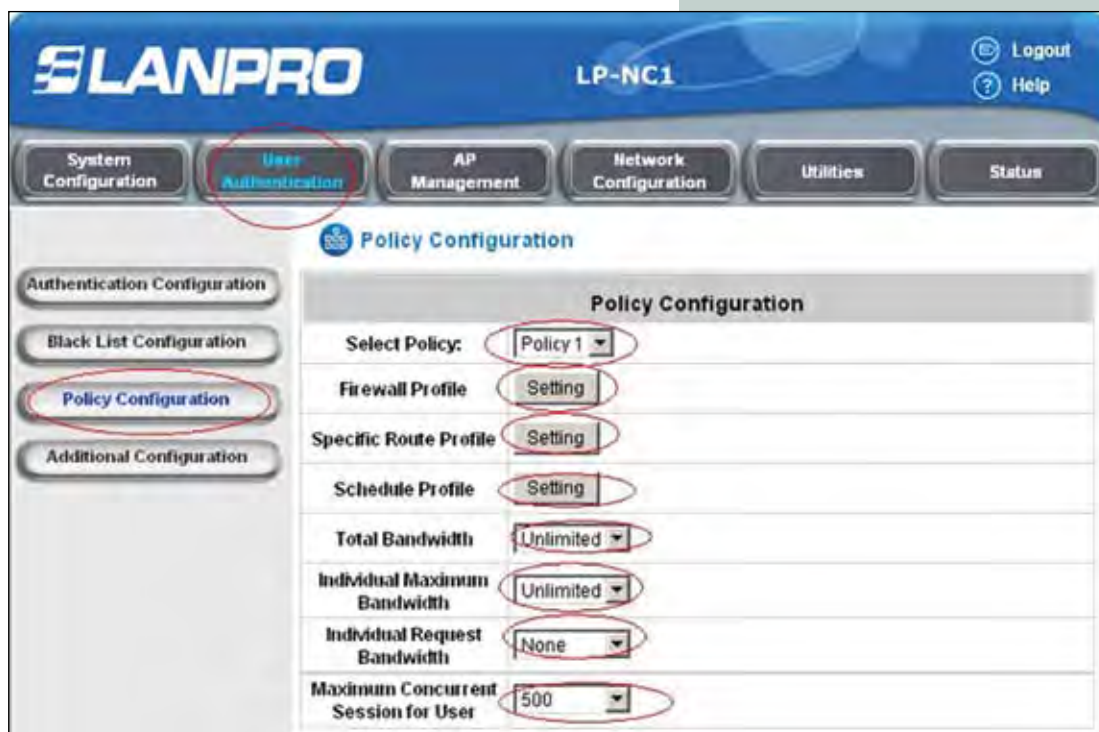 LANPRO
LP-NC1
Logout
Help
System
Configuration
User
Authentication
AP
Management
Network
Configuration
Utilities
Status
Policy Configuration
Authentication Configuration
Black List Configuration
Policy Configuration
Additional Configuration
Policy Configuration
Select Policy:
Policy 1
Firewall Profile
Setting
Specific Route Profile
Setting
Schedule Profile
Setting
Total Bandwidth
Unlimited
Individual Maximum
Bandwidth
Unlimited
Individual Request
Bandwidth
None
Maximum Concurrent
Session for User
500